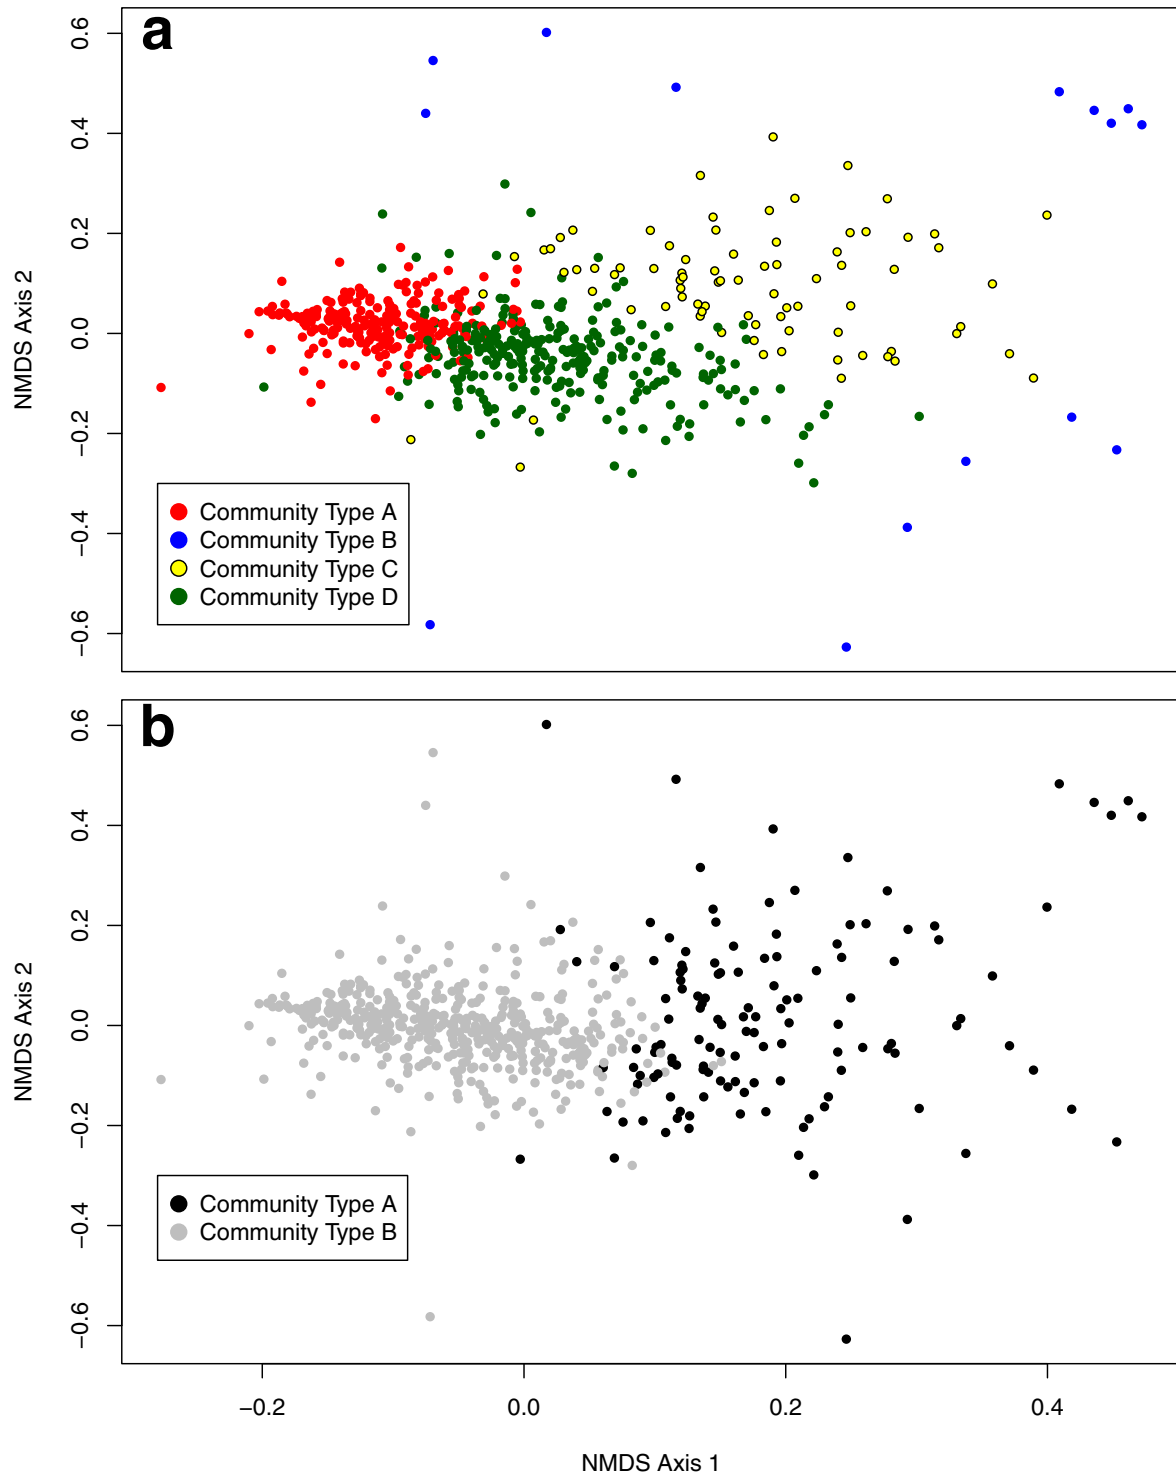 a
0.6
0.4
0.2
0.0
−0.2
−0.4
−0.6
NMDS Axis 2
Community Type A
Community Type B
Community Type C
Community Type D
b
0.6
0.4
0.2
0.0
−0.2
−0.4
−0.6
NMDS Axis 2
Community Type A
Community Type B
−0.2 0.0 0.2 0.4
NMDS Axis 1